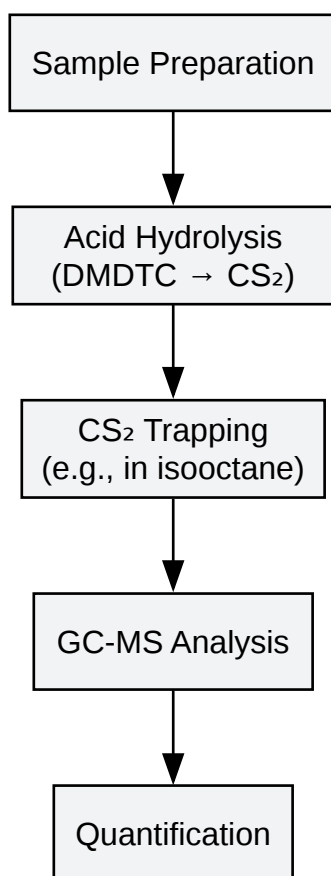 Sample Preparation
Acid Hydrolysis
(DMDTC → CS₂)
CS₂ Trapping
(e.g., in isooctane)
GC-MS Analysis
Quantification